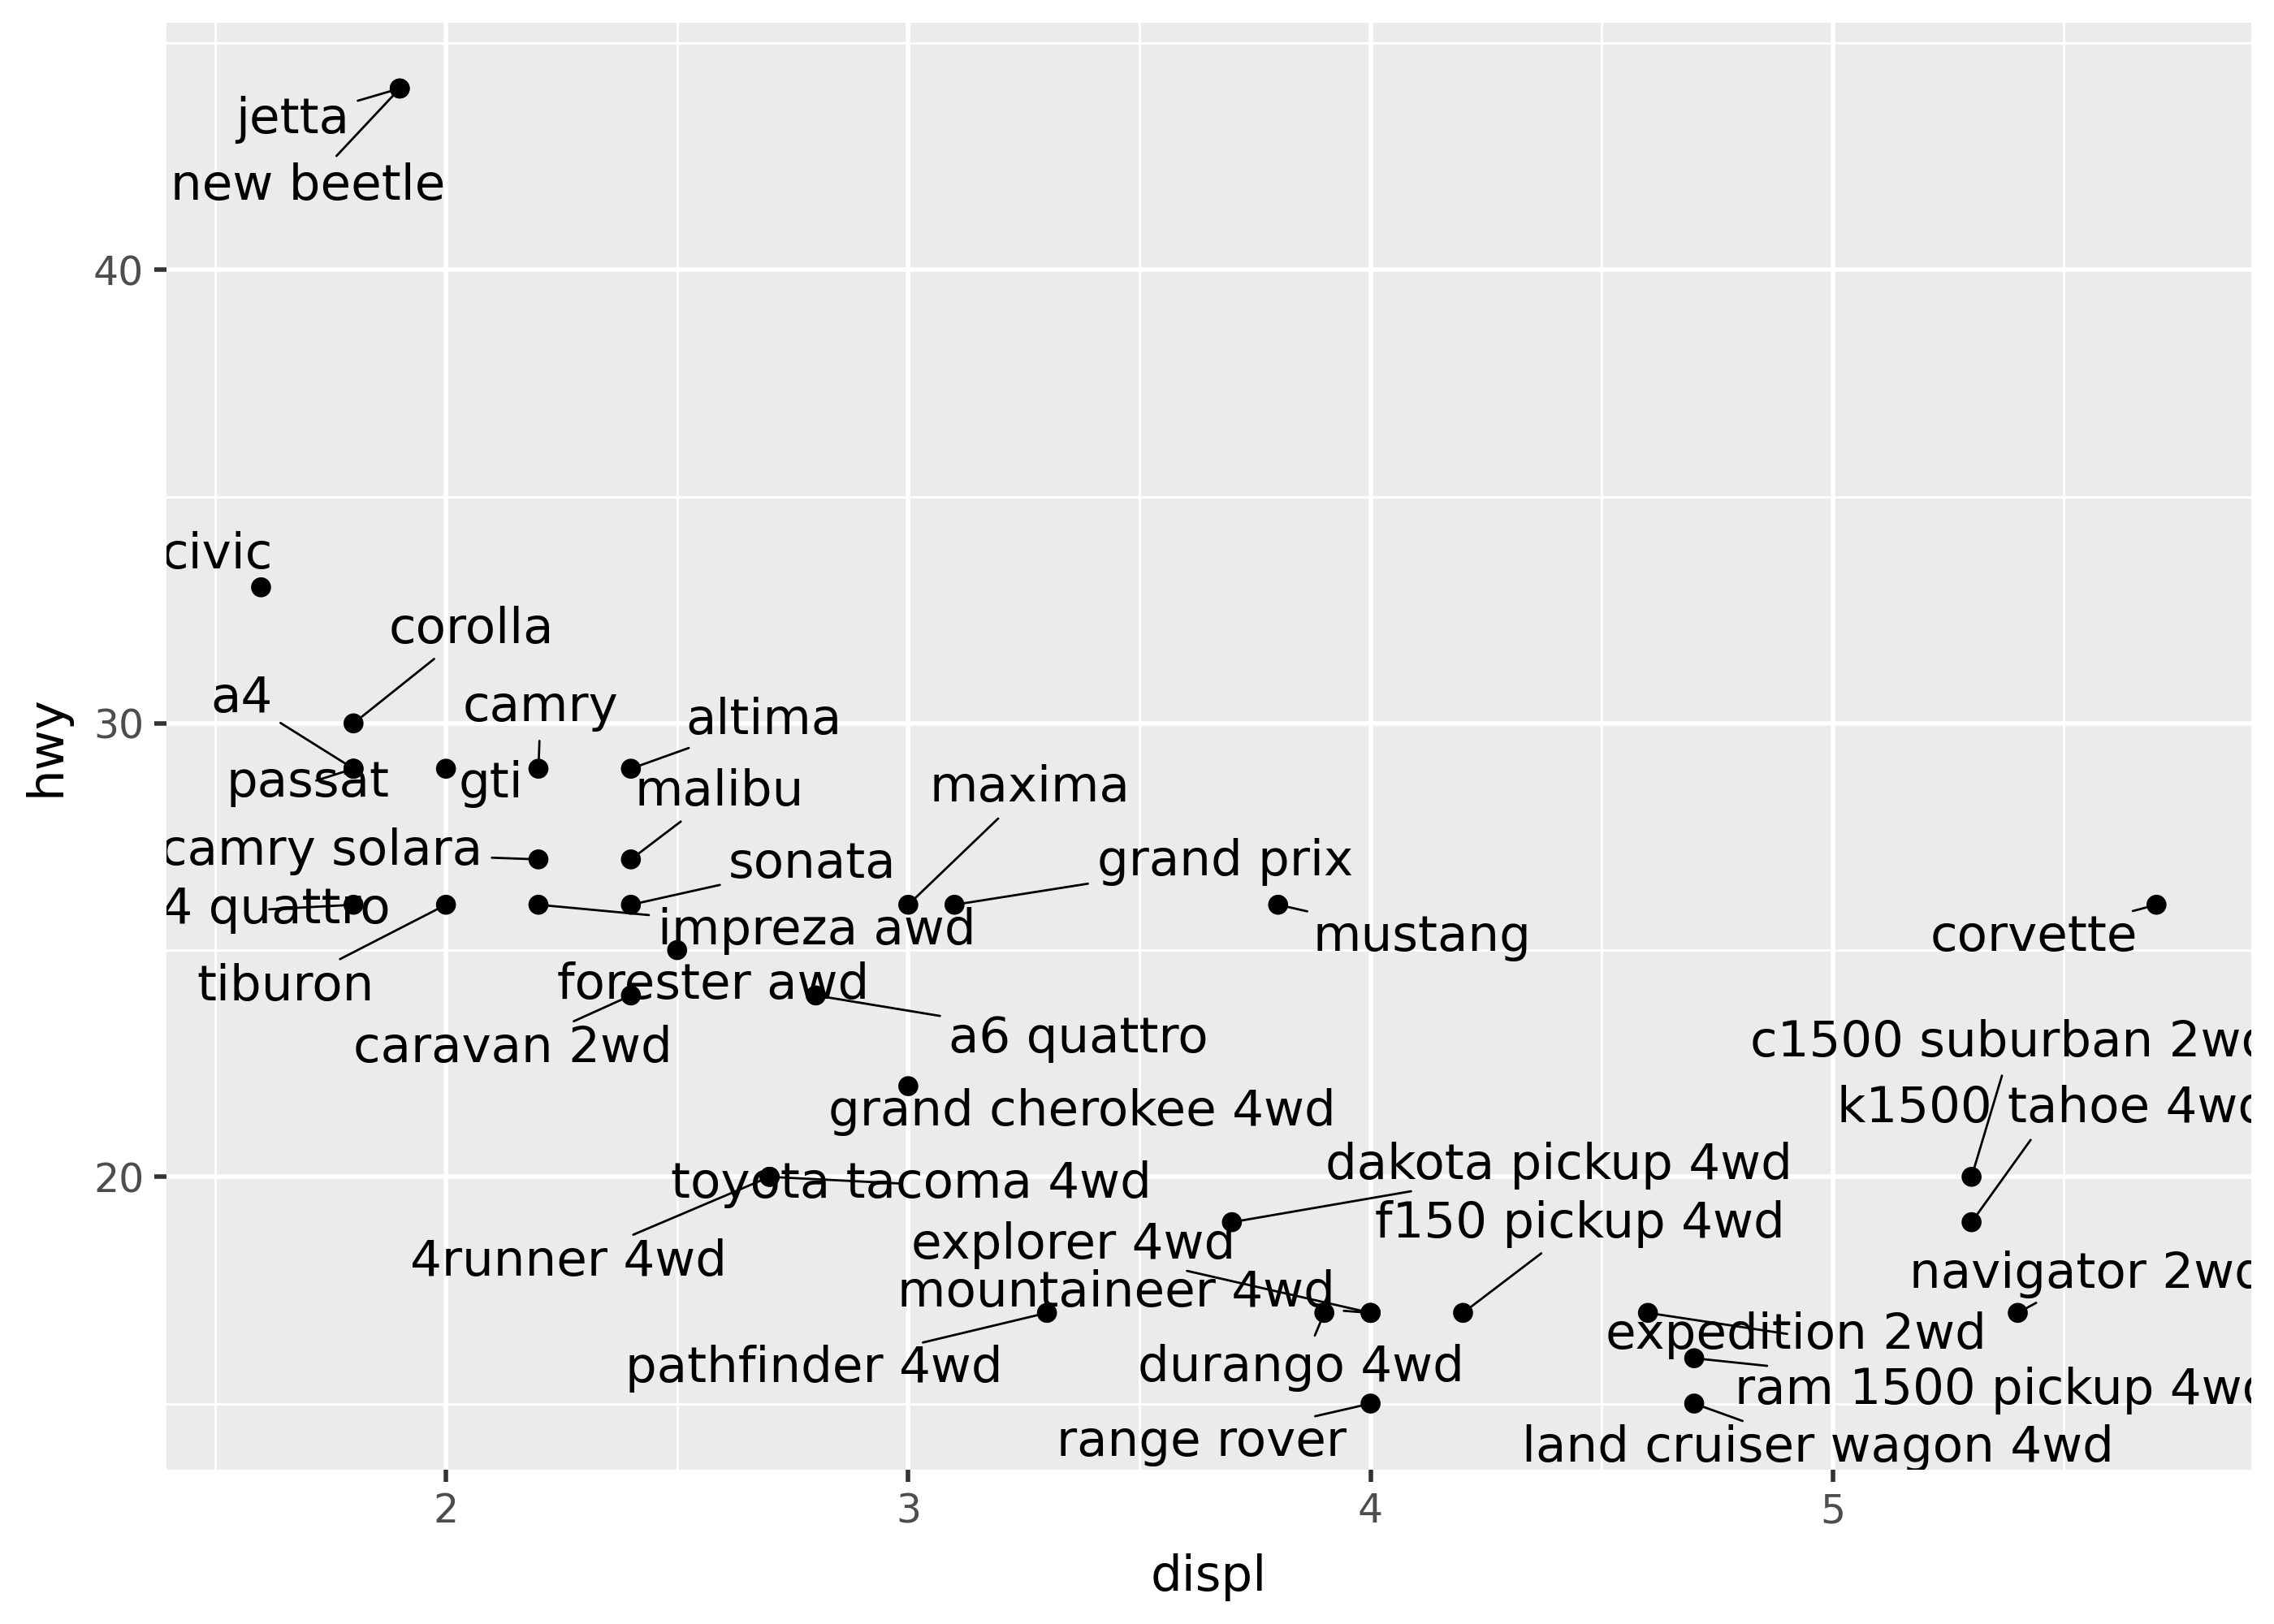 jetta
new beetle
40
civic
corolla
a4
camry
altima
30
passat
gti
malibu
maxima
camry solara
sonata
grand prix
4 quattro
impreza awd
mustang
corvette
tiburon
forester awd
caravan 2wd
a6 quattro
c1500 suburban 2wd
k1500 tahoe 4wd
grand cherokee 4wd
20
toyota tacoma 4wd
dakota pickup 4wd
f150 pickup 4wd
explorer 4wd
4runner 4wd
mountaineer 4wd
navigator 2wd
expedition 2wd
pathfinder 4wd
durango 4wd
ram 1500 pickup 4wd
range rover
land cruiser wagon 4wd
2 3 4 5
displ
hwy